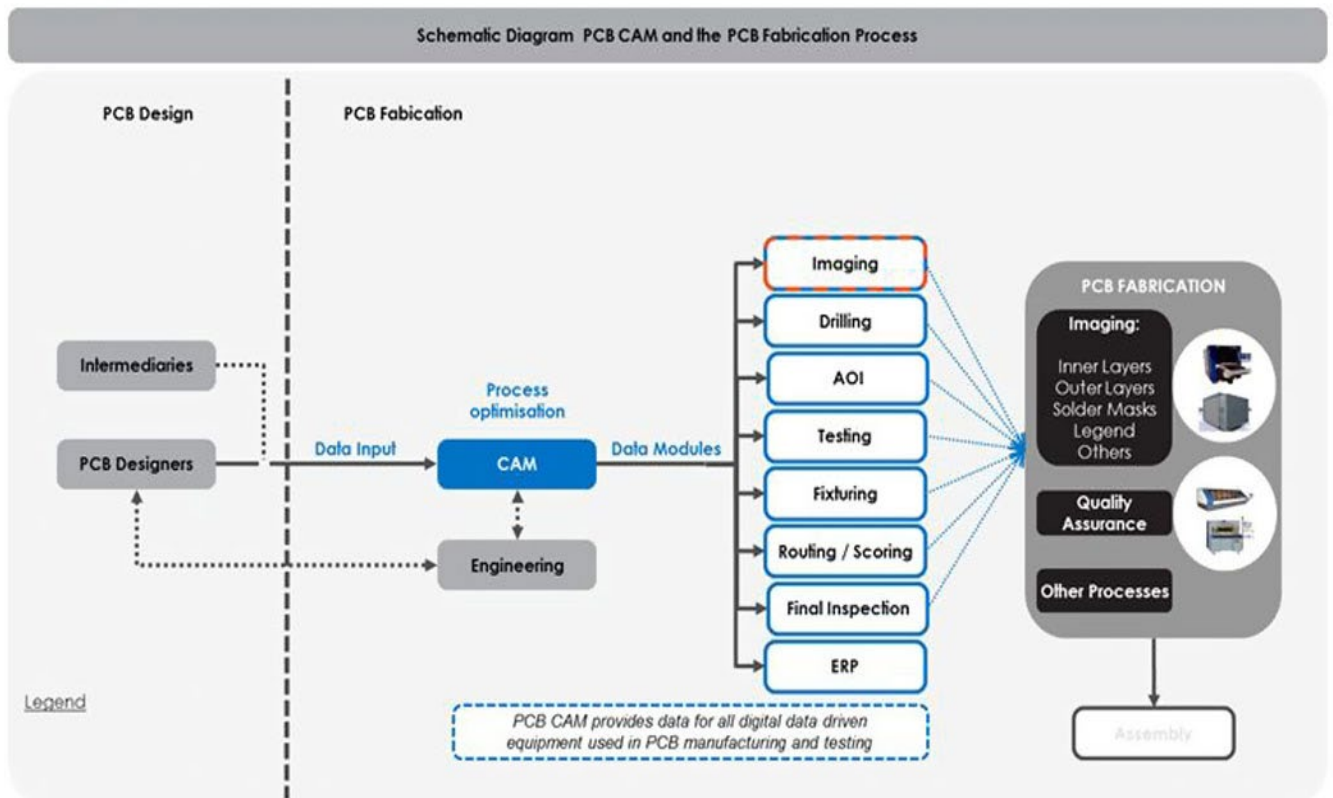 Schematic Diagram PCB CAM and the PCB Fabrication Process
PCB Design
PCB Fabication
Intermediaries
PCB Designers
Data Input
Process
optimisation
CAM
Engineering
Data Modules
Imaging
Drilling
AOI
Testing
Fixturing
Routing / Scoring
Final Inspection
ERP
PCB FABRICATION
Imaging:
Inner Layers
Outer Layers
Solder Masks
Legend
Others
Quality
Assurance
Other Processes
Assembly
Legend
PCB CAM provides data for all digital data driven
equipment used in PCB manufacturing and testing